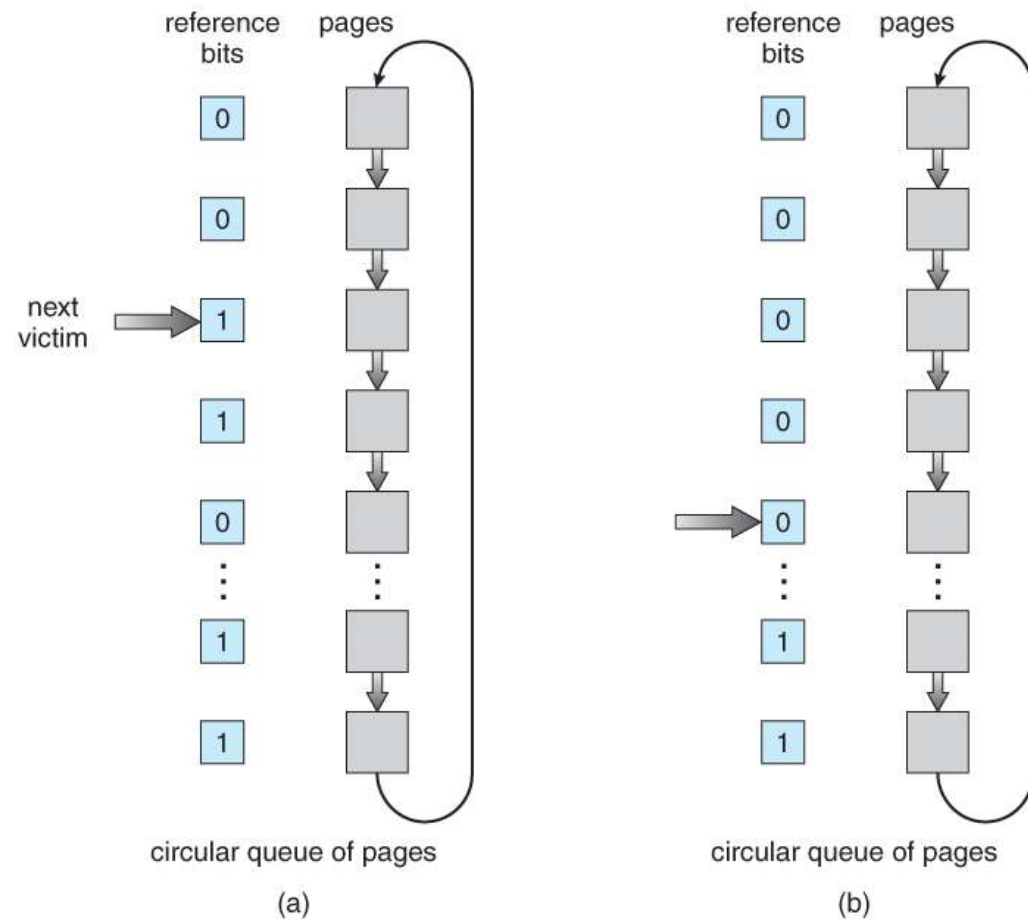 reference pages
bits
0
0
next
victim
1
1
0
1
1
circular queue of pages
(a)
reference pages
bits
0
0
0
0
0
1
1
circular queue of pages
(b)